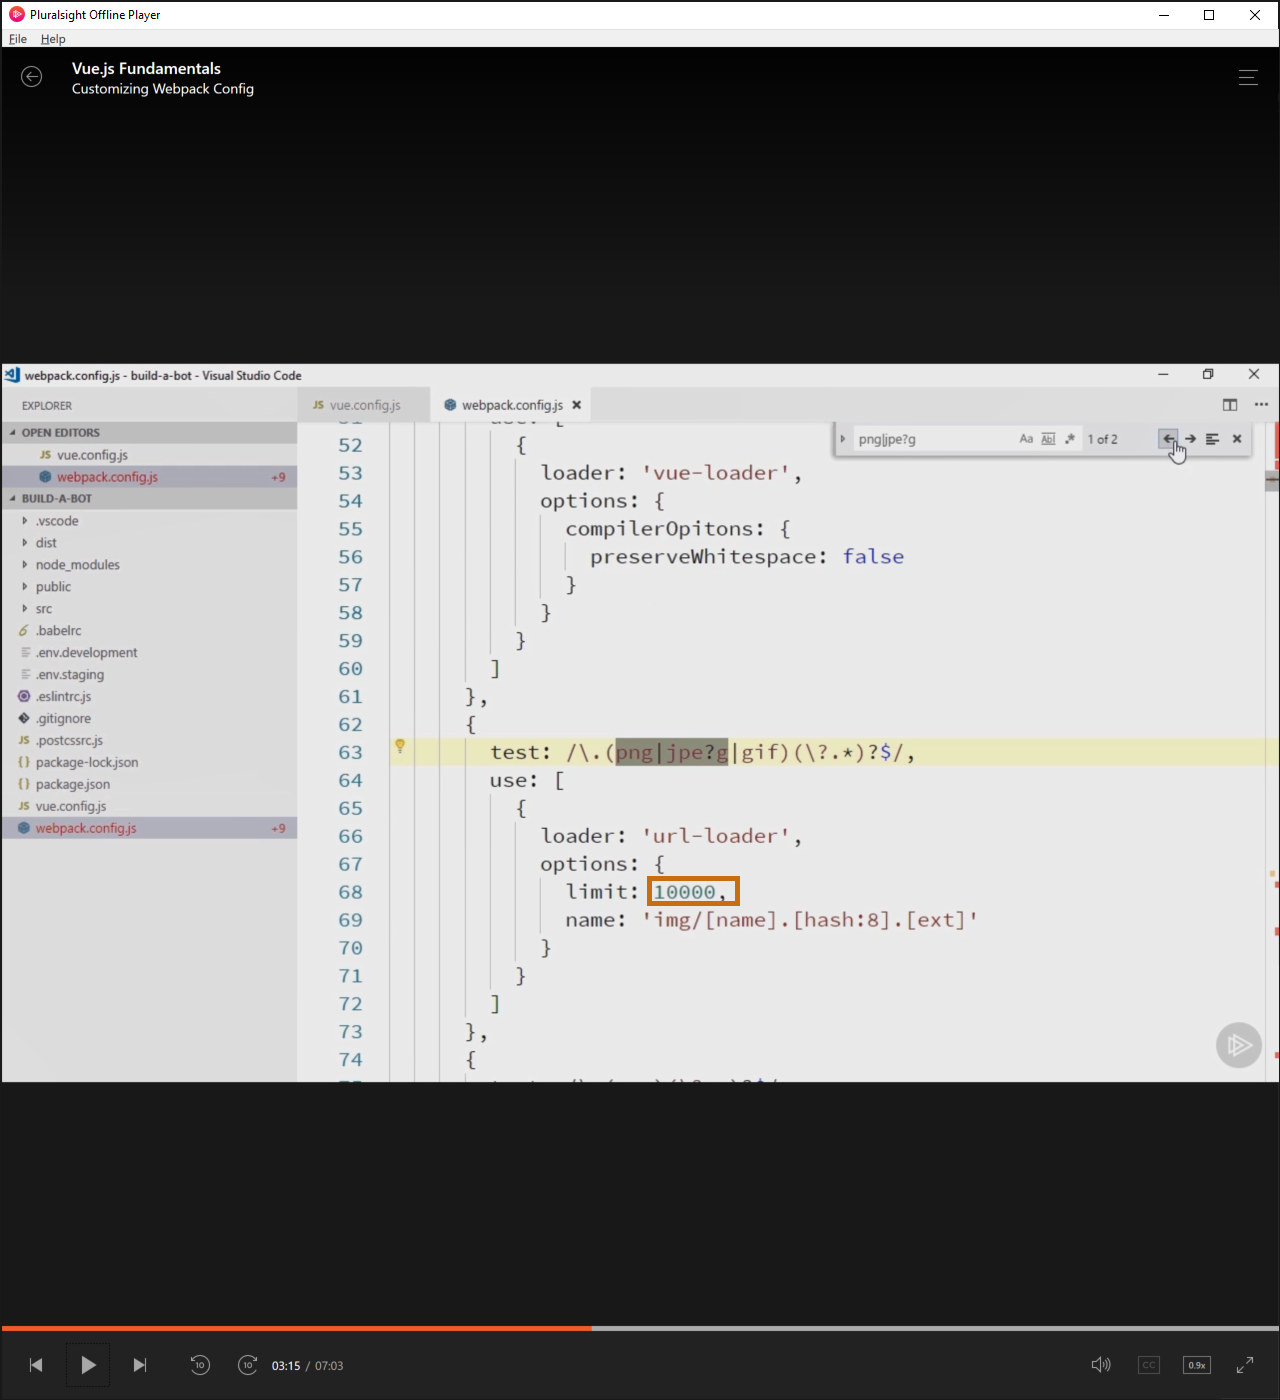 Pluralsight Offline Player
File Help
Vue.js Fundamentals
Customizing Webpack Config
webpack.config.js - build-a-bot - Visual Studio Code
EXPLORER
OPEN EDITORS
JS vue.config.js
webpack.config.js +9
BUILD-A-BOT
.vscode
dist
node_modules
public
src
.babelrc
.env.development
.env.staging
.eslintrc.js
.gitignore
JS .postcssrc.js
{} package-lock.json
{} package.json
JS vue.config.js
webpack.config.js +9
JS vue.config.js
webpack.config.js
png|jpe?g Aa Abl .* 1 of 2
52 {
53 loader: 'vue-loader',
54 options: {
55 compilerOpitons: {
56 preserveWhitespace: false
57 }
58 }
59 }
60 ]
61 },
62 {
63 test: /\.(png|jpe?g|gif)(\?.*)?$/,
64 use: [
65 {
66 loader: 'url-loader',
67 options: {
68 limit: 10000,
69 name: 'img/[name].[hash:8].[ext]'
70 }
71 }
72 ]
73 },
74 {
10 10 03:15 / 07:03
CC 0.9x